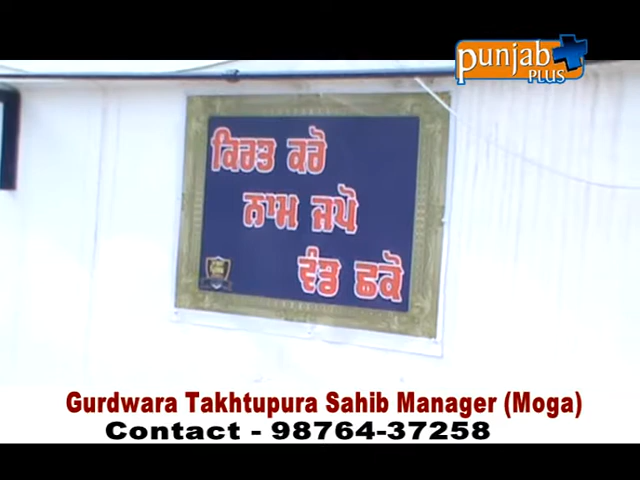 punjab
PLUS
ਕਿਰਤ ਕਰੋ
ਨਾਮ ਜਪੋ
ਵੰਡ ਛਕੋ
Gurdwara Takhtupura Sahib Manager (Moga)
Contact - 98764-37258